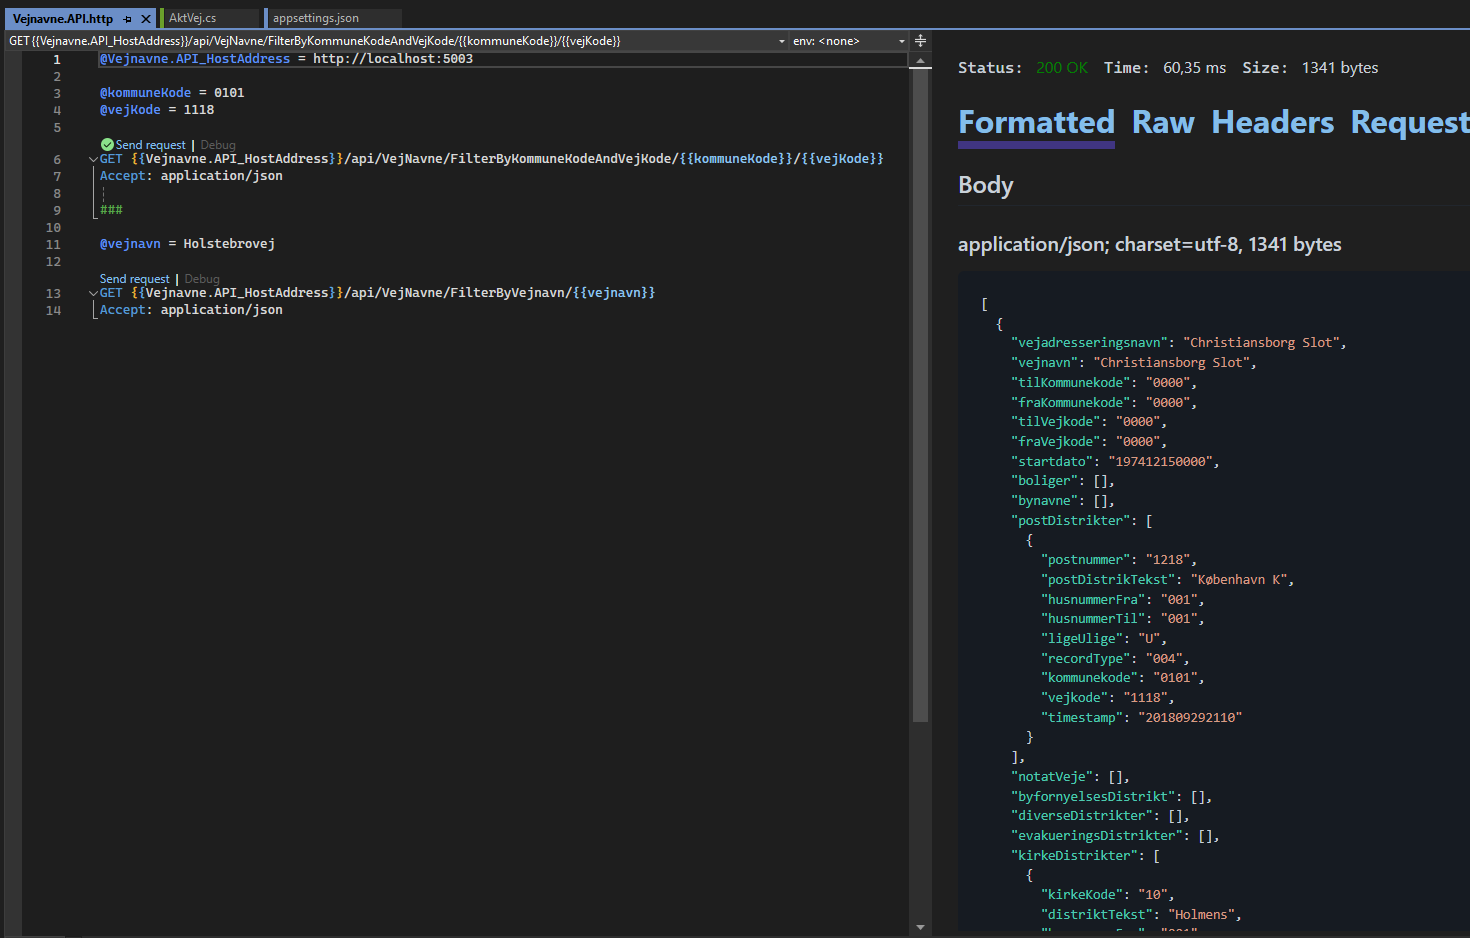 Vejnavne.API.http
AktVej.cs
appsettings.json
GET {{Vejnavne.API_HostAddress}}/api/VejNavne/FilterByKommuneKodeAndVejKode/{{kommuneKode}}/{{vejKode}}
env: <none>
1 @Vejnavne.API_HostAddress = http://localhost:5003
2
3 @kommuneKode = 0101
4 @vejKode = 1118
5
Send request | Debug
6 GET {{Vejnavne.API_HostAddress}}/api/VejNavne/FilterByKommuneKodeAndVejKode/{{kommuneKode}}/{{vejKode}}
7 Accept: application/json
8
9 ###
10
11 @vejnavn = Holstebrovej
12
Send request | Debug
13 GET {{Vejnavne.API_HostAddress}}/api/VejNavne/FilterByVejnavn/{{vejnavn}}
14 Accept: application/json
Status: 200 OK Time: 60,35 ms Size: 1341 bytes
Formatted Raw Headers Request
Body
application/json; charset=utf-8, 1341 bytes
[
{
"vejadresseringsnavn": "Christiansborg Slot",
"vejnavn": "Christiansborg Slot",
"tilKommunekode": "0000",
"fraKommunekode": "0000",
"tilVejkode": "0000",
"fraVejkode": "0000",
"startdato": "197412150000",
"boliger": [],
"bynavne": [],
"postDistrikter": [
{
"postnummer": "1218",
"postDistrikTekst": "København K",
"husnummerFra": "001",
"husnummerTil": "001",
"ligeUlige": "U",
"recordType": "004",
"kommunekode": "0101",
"vejkode": "1118",
"timestamp": "201809292110"
}
],
"notatVeje": [],
"byfornyelsesDistrikt": [],
"diverseDistrikter": [],
"evakueringsDistrikter": [],
"kirkeDistrikter": [
{
"kirkeKode": "10",
"distriktTekst": "Holmens",